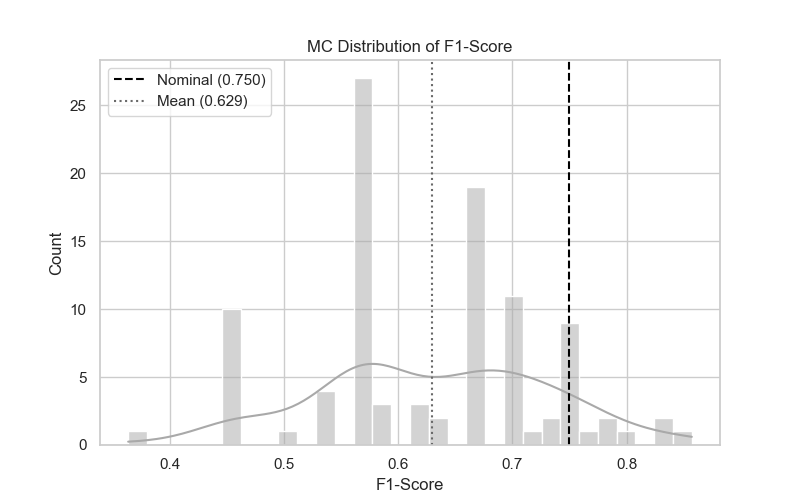 MC Distribution of F1-Score
Nominal (0.750)
Mean (0.629)
25
20
15
10
5
0
Count
0.4 0.5 0.6 0.7 0.8
F1-Score